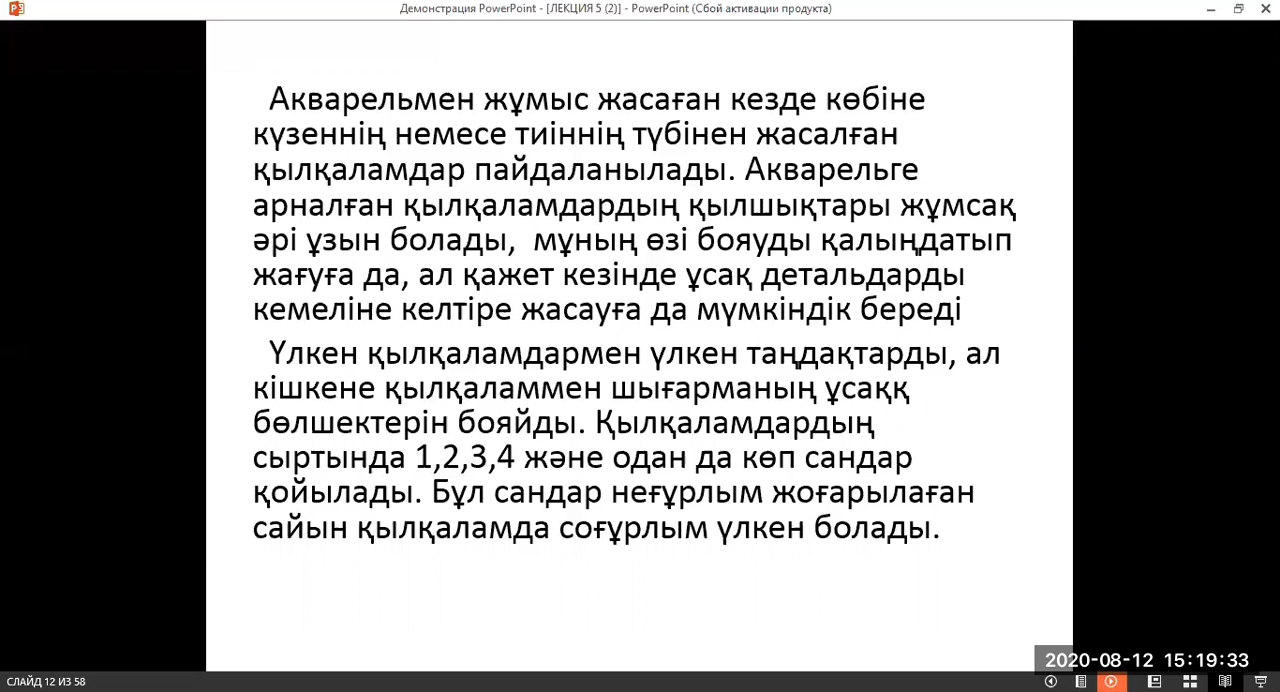 Демонстрация PowerPoint - [ЛЕКЦИЯ 5 (2)] - PowerPoint (Сбой активации продукта)
Акварельмен жұмыс жасаған кезде көбіне
күзеннің немесе тиіннің түбінен жасалған
қылқаламдар пайдаланылады. Акварельге
арналған қылқаламдардың қылшықтары жұмсақ
әрі ұзын болады, мұның өзі бояуды қалыңдатып
жағуға да, ал қажет кезінде ұсақ детальдарды
кемеліне келтіре жасауға да мүмкіндік береді
Үлкен қылқаламдармен үлкен таңдақтарды, ал
кішкене қылқаламмен шығарманың ұсаққ
бөлшектерін бояйды. Қылқаламдардың
сыртында 1,2,3,4 және одан да көп сандар
қойылады. Бұл сандар неғұрлым жоғарылаған
сайын қылқаламда соғұрлым үлкен болады.
2020-08-12 15:19:33
СЛАЙД 12 ИЗ 58